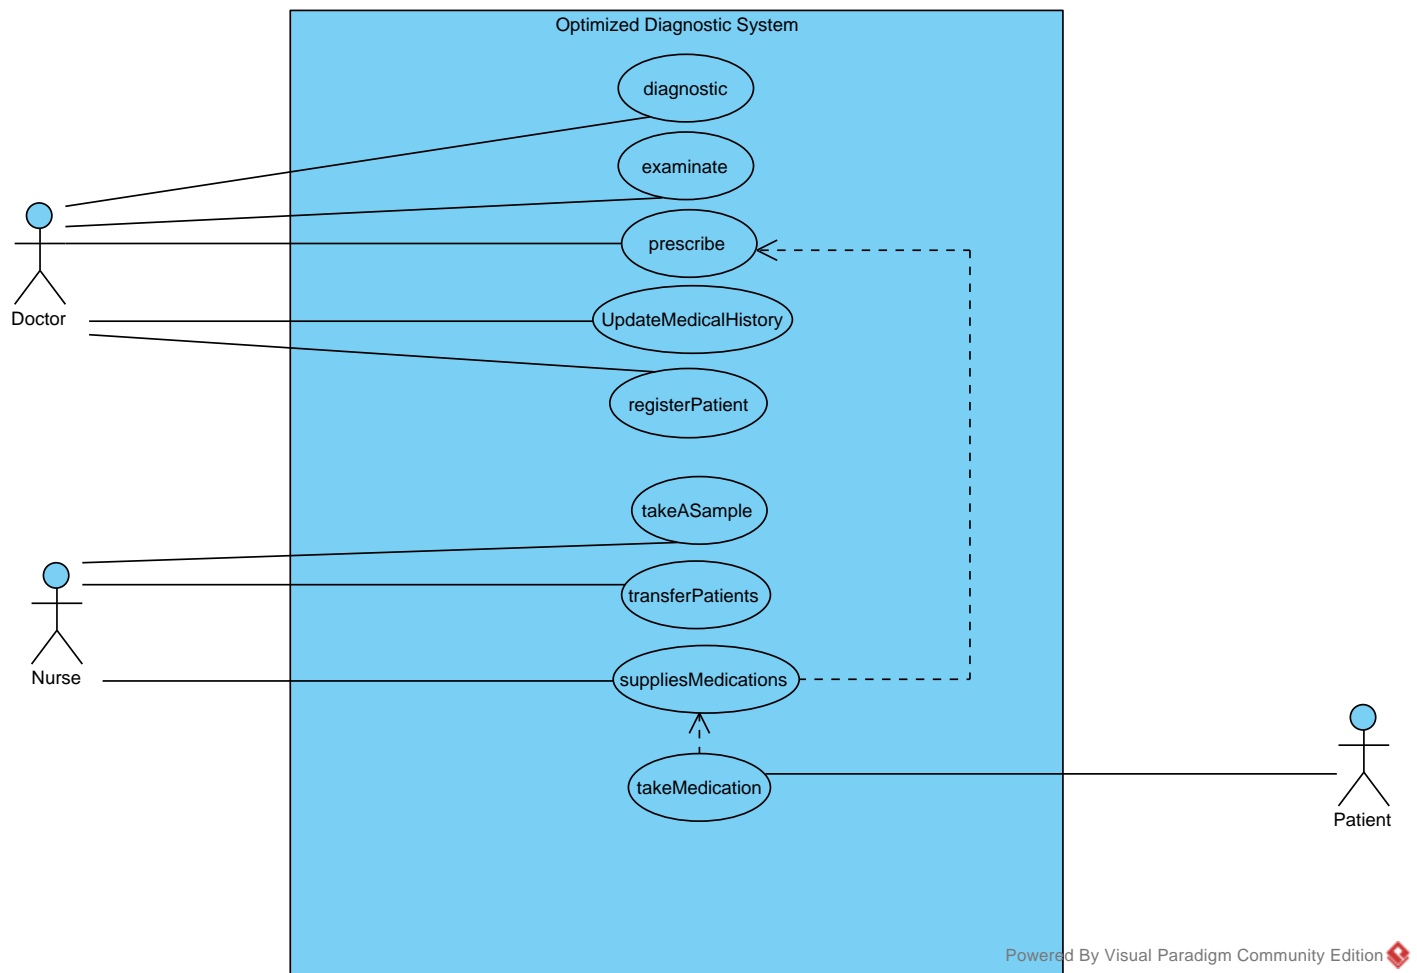 Optimized Diagnostic System
diagnostic
examinate
prescribe
Doctor
UpdateMedicalHistory
registerPatient
takeASample
transferPatients
Nurse
suppliesMedications
takeMedication
Patient
Powered By Visual Paradigm Community Edition